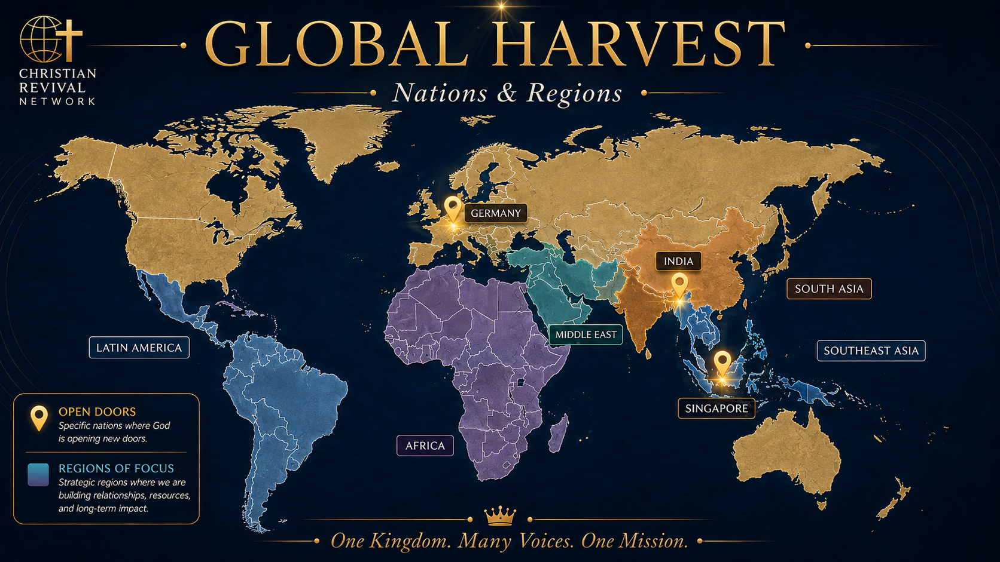 CHRISTIAN
REVIVAL
NETWORK
GLOBAL HARVEST
Nations & Regions
GERMANY
INDIA
SOUTH ASIA
MIDDLE EAST
LATIN AMERICA
SOUTHEAST ASIA
SINGAPORE
AFRICA
OPEN DOORS
Specific nations where God
is opening new doors.
REGIONS OF FOCUS
Strategic regions where we are
building relationships, resources,
and long-term impact.
One Kingdom. Many Voices. One Mission.